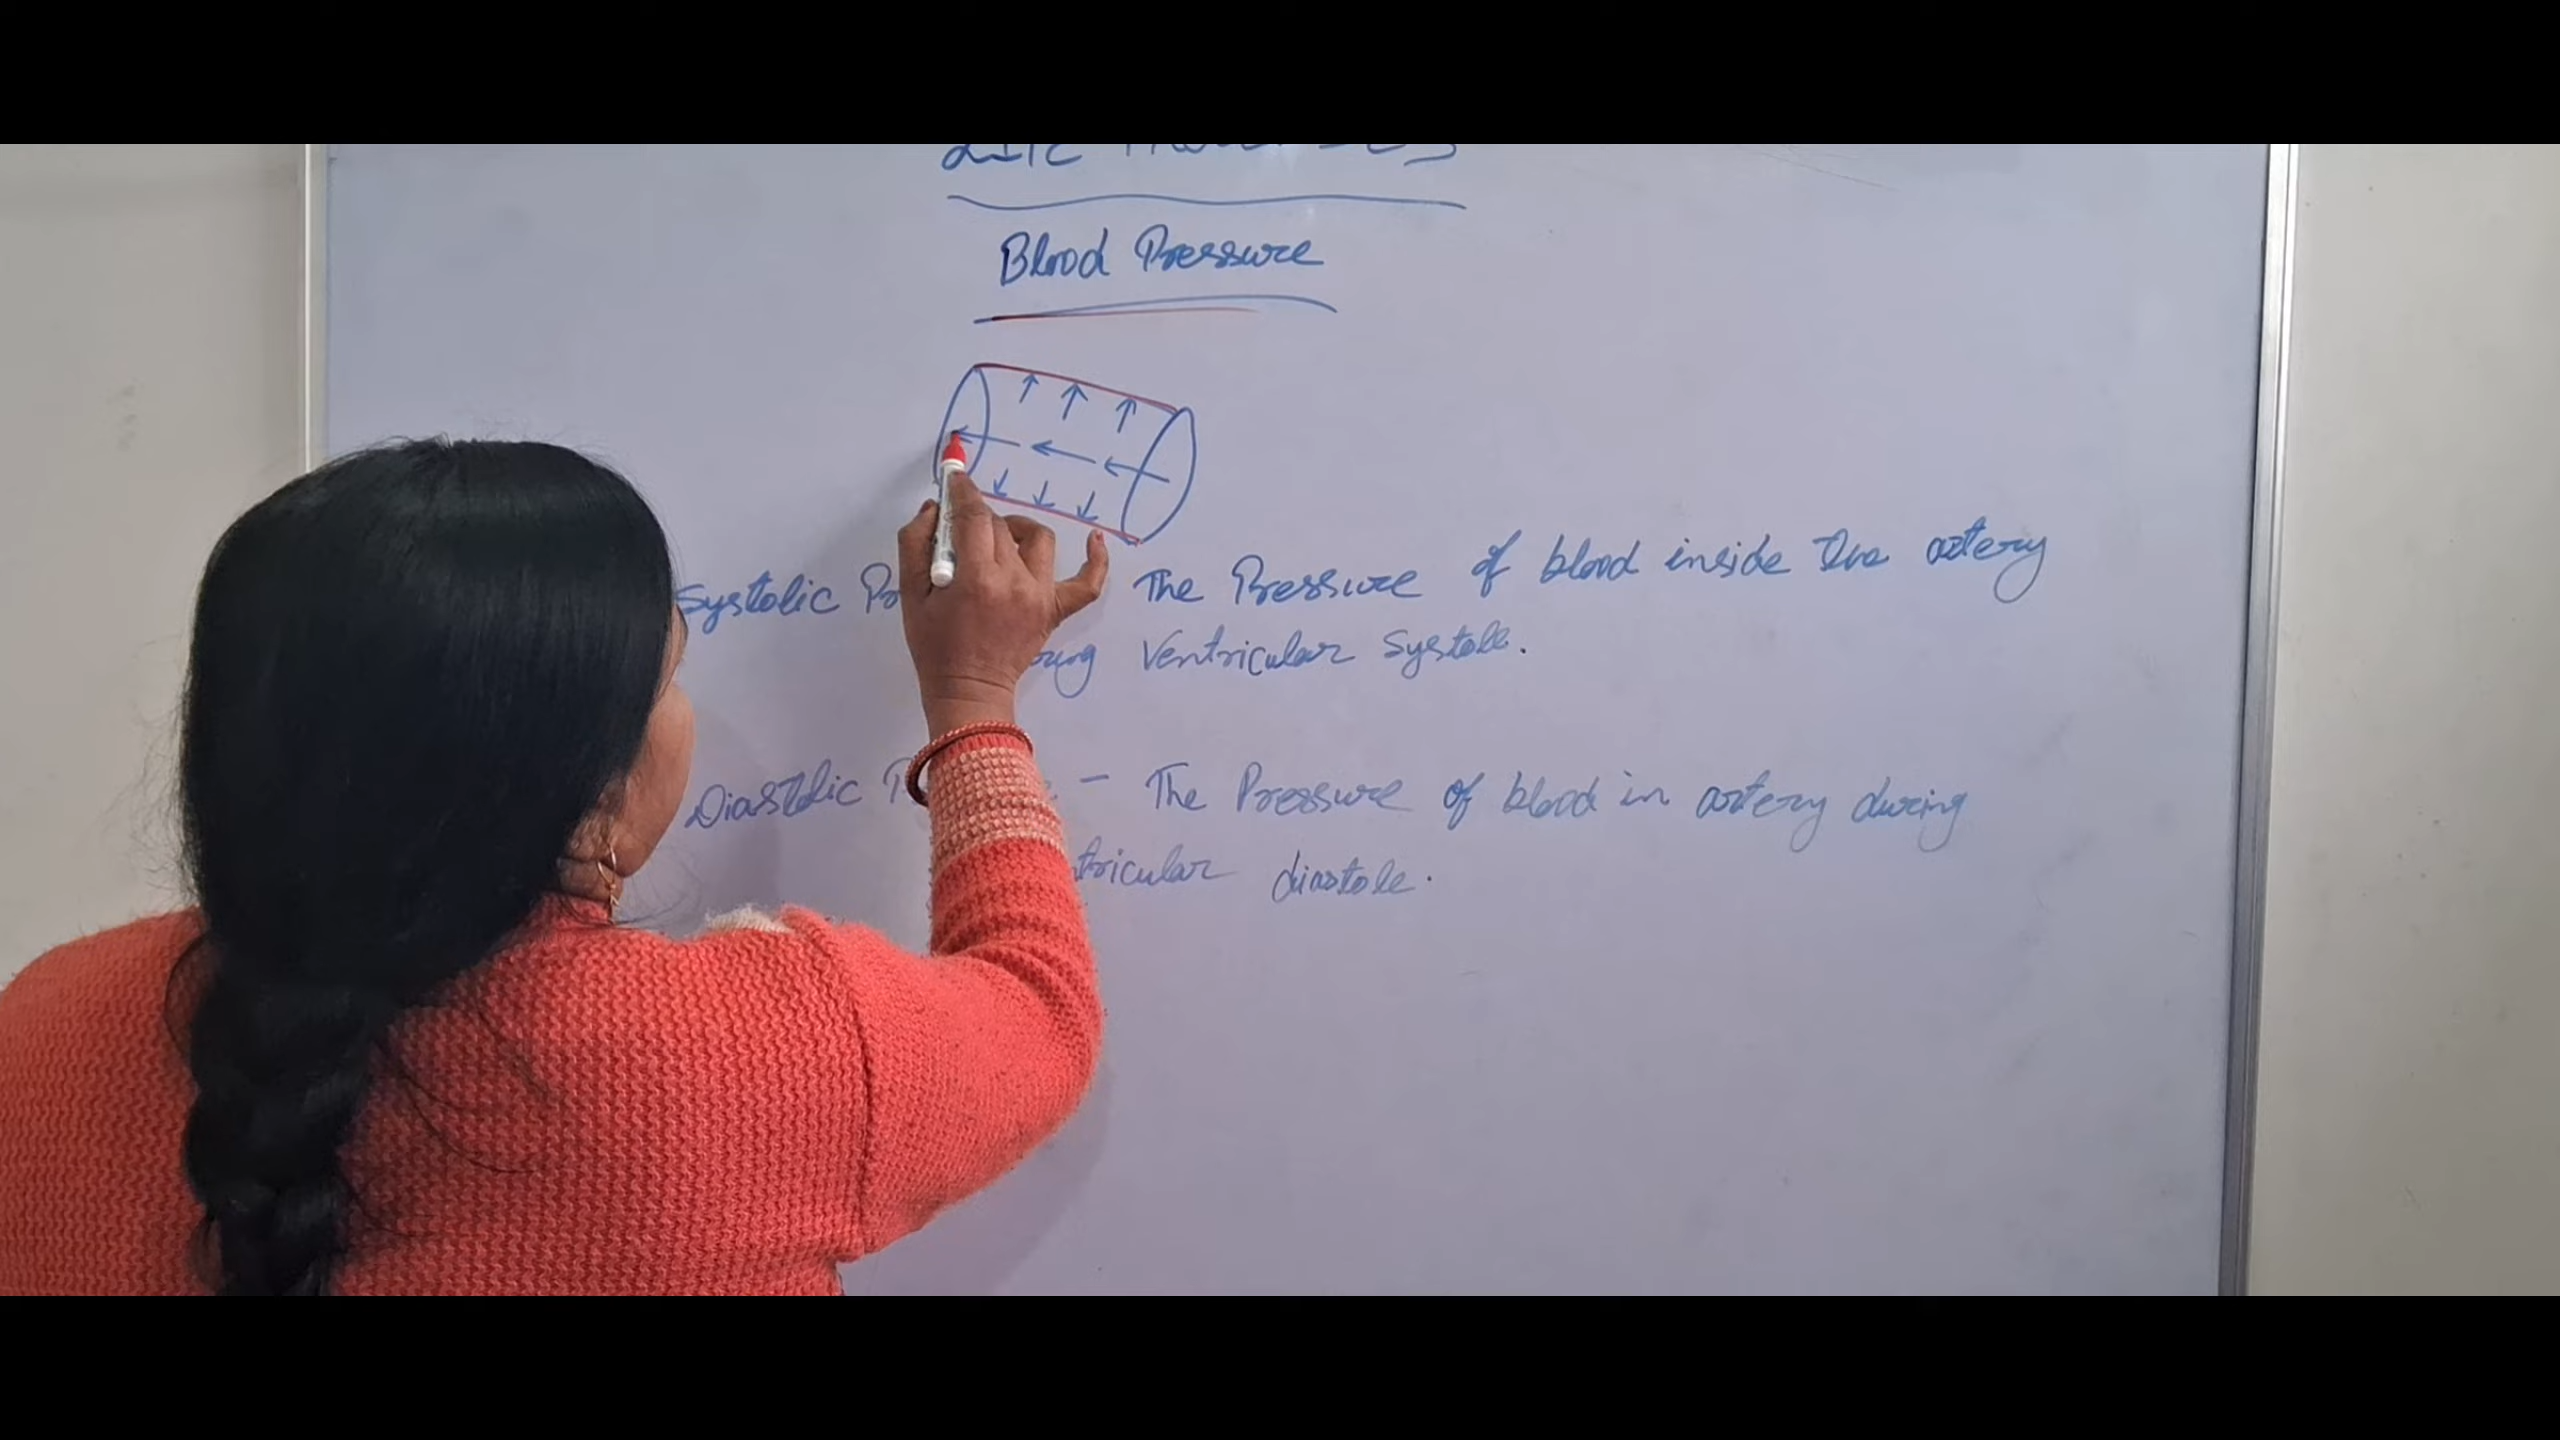 Blood Pressure
Systolic The Pressure of blood inside the artery
Ventricular Systole.
Diastolic - The Pressure of blood in artery during
diastole.